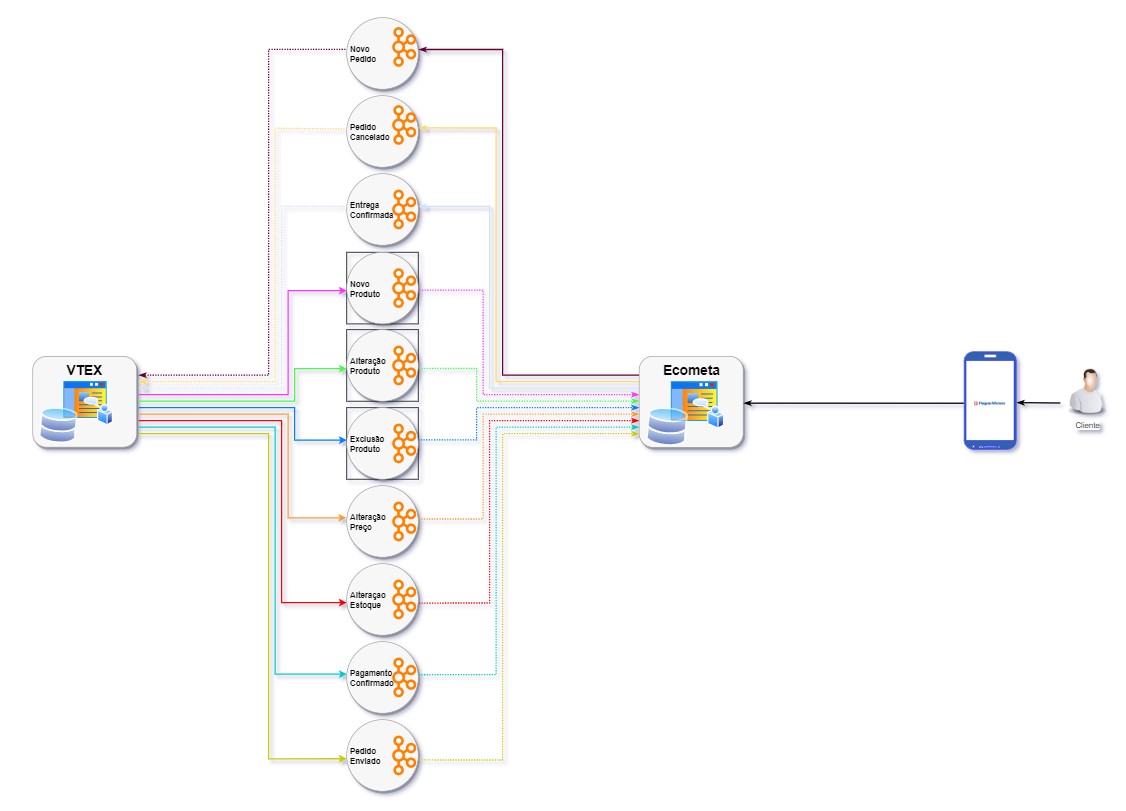 Novo
Pedido
Pedido
Cancelado
Entrega
Confirmada
Novo
Produto
Alteração
Produto
VTEX
Ecometa
Exclusão
Produto
Cliente
Alteração
Preço
Alteraçao
Estoque
Pagamento
Confirmado
Pedido
Enviado